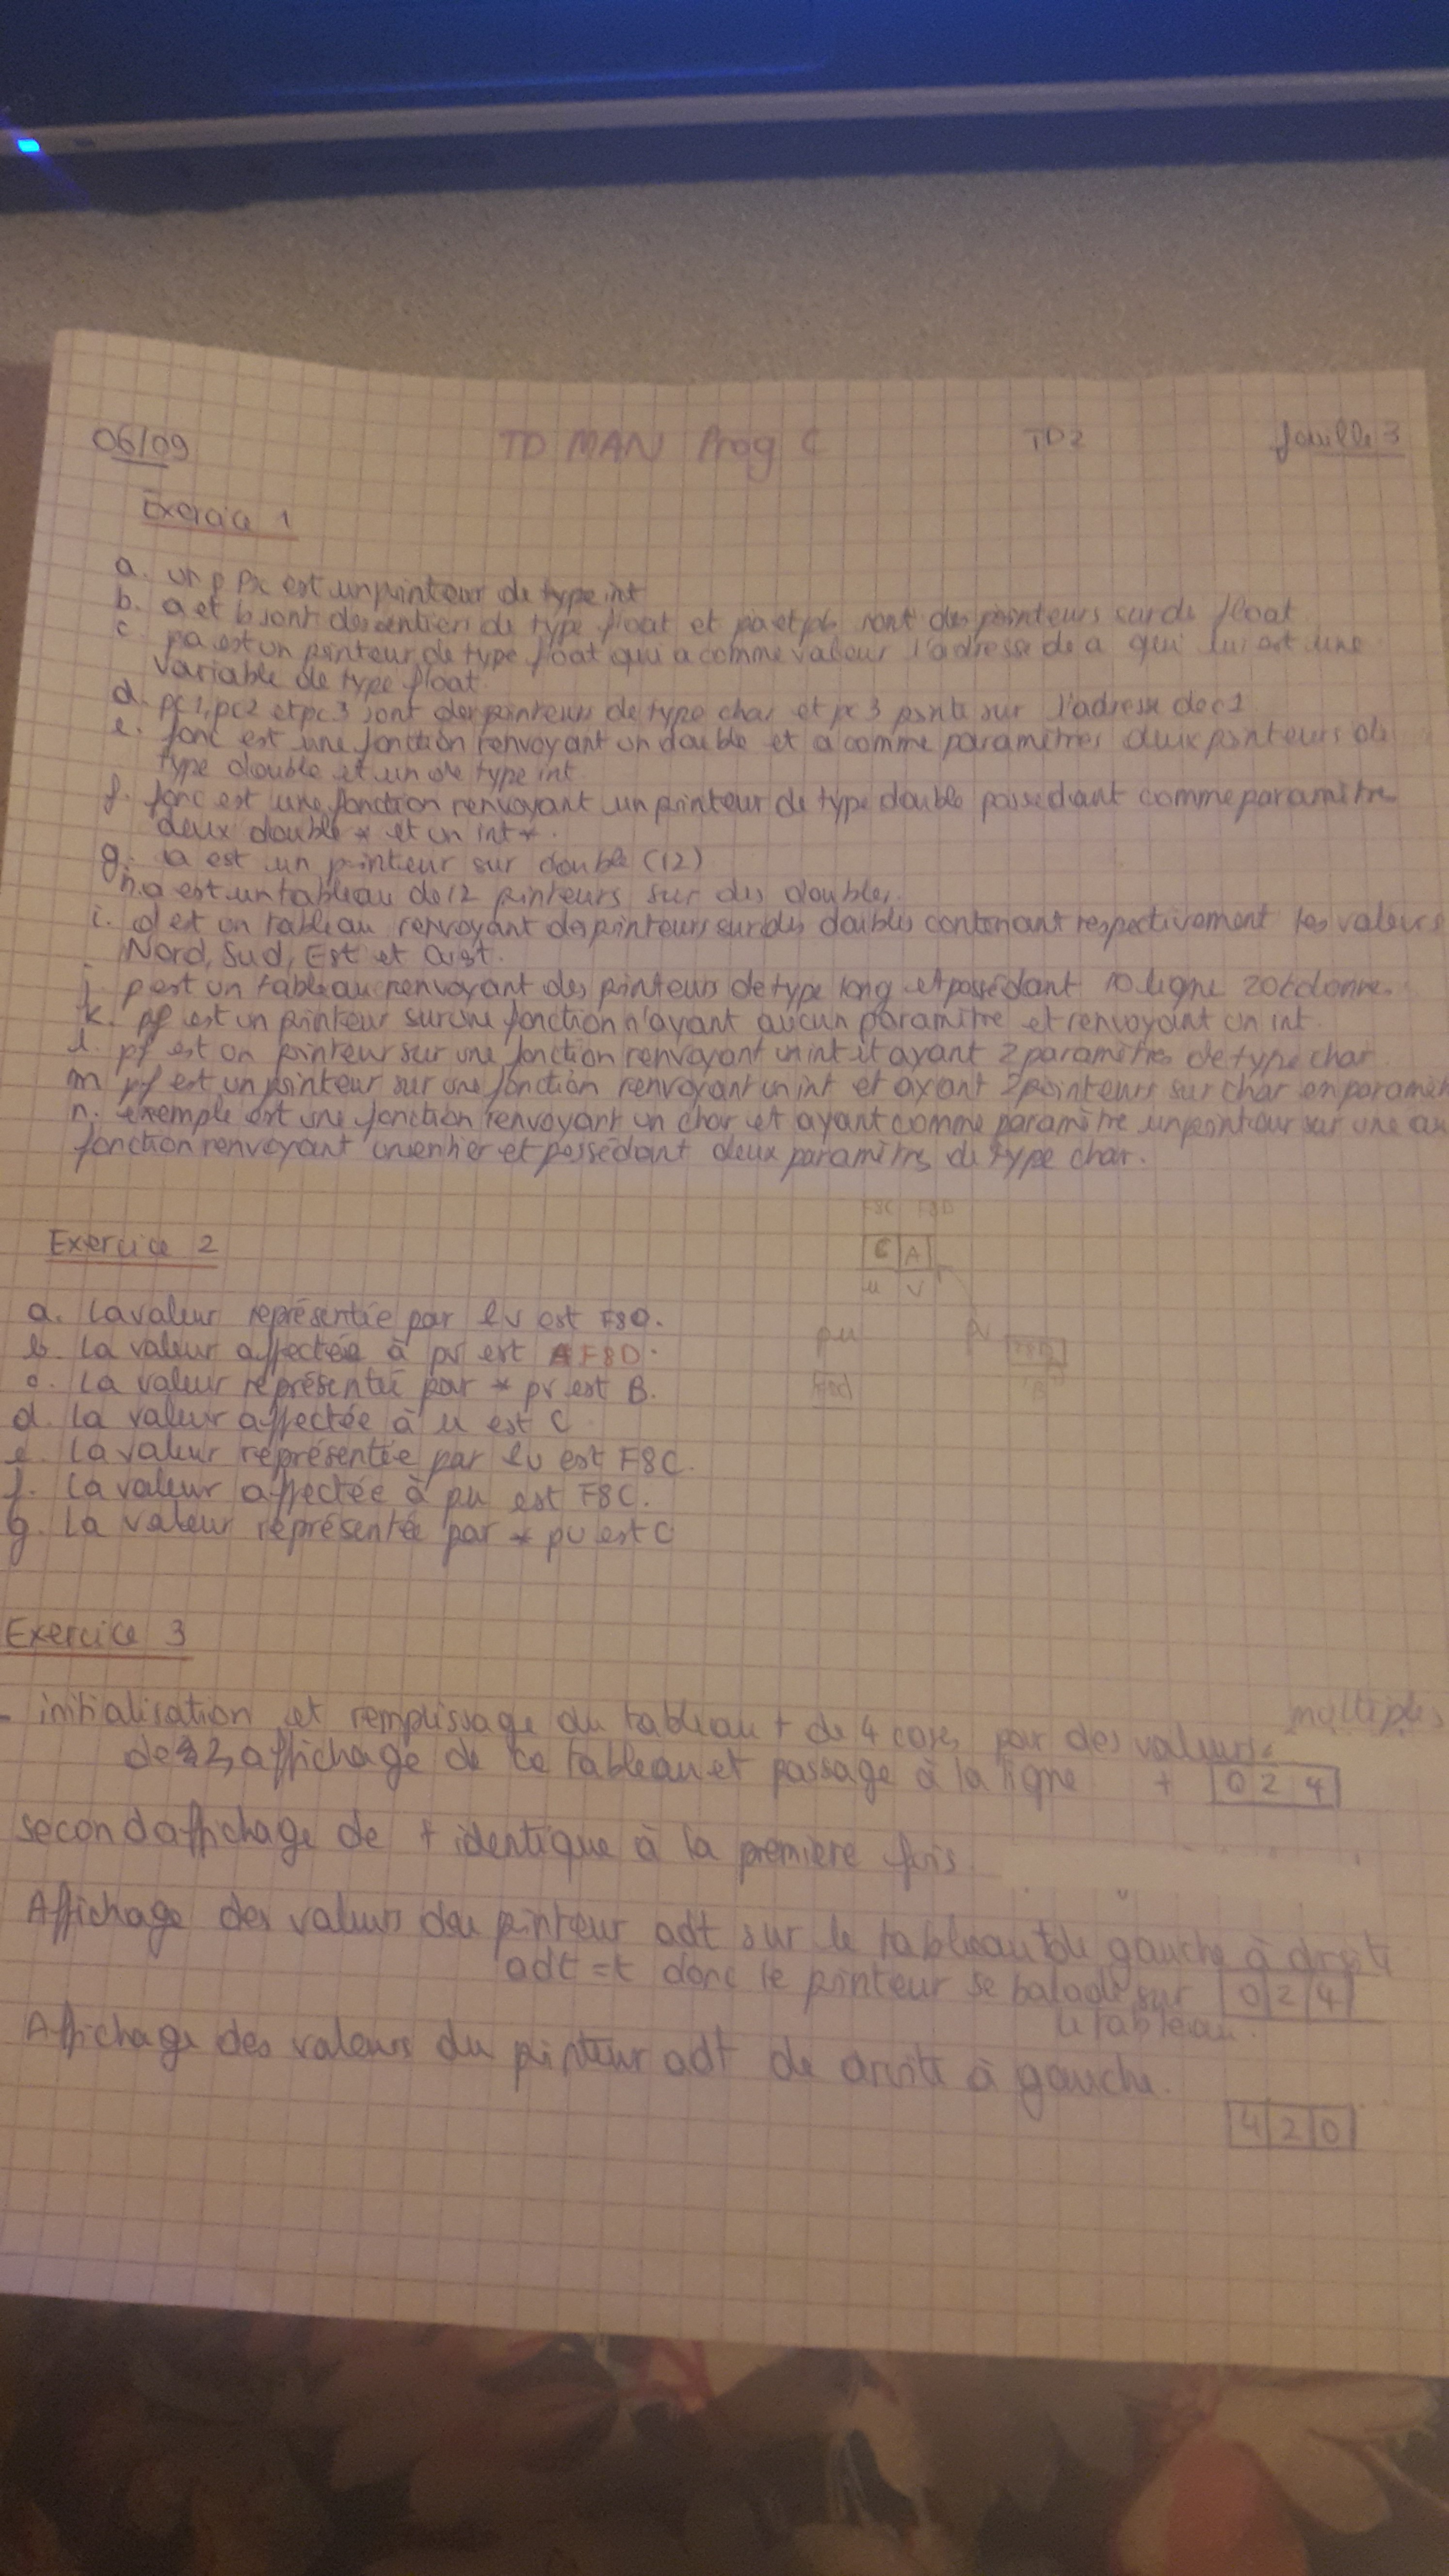 06/09 TD MAN Prog C TD2 feuille 3
Exercice 1
a. px est un pointeur de type int
b. a et b sont des entiers de type float et pa et pb sont des pointeurs sur de float
c. pa est un pointeur de type float qui a comme valeur l'adresse de a qui lui est une
variable de type float.
d. pc1, pc2 et pc3 sont des pointeurs de type char et pc3 pointe sur l'adresse de c1
e. fonc est une fonction renvoyant un double et a comme paramètres deux pointeurs de
type double et un de type int
f. fonc est une fonction renvoyant un pointeur de type double possédant comme paramètre
deux double * et un int *.
g. a est un pointeur sur double (12)
h. a est un tableau de 12 pointeurs sur des doubles.
i. d est un tableau renvoyant des pointeurs sur des doubles contenant respectivement les valeurs
Nord, Sud, Est et Ouest.
j. p est un tableau renvoyant des pointeurs de type long et possédant 10 ligne 20 colonnes.
k. pf est un pointeur sur une fonction n'ayant aucun paramètre et renvoyant un int.
l. pf est un pointeur sur une fonction renvoyant un int et ayant 2 paramètres de type char
m pf est un pointeur sur une fonction renvoyant un int et ayant 2 pointeurs sur char en paramèt
n. exemple est une fonction renvoyant un char et ayant comme paramètre un pointeur sur une au
fonction renvoyant un entier et possédant deux paramètres de type char.
F8C F8D
Exercice 2
C A
u v
a. La valeur représentée par &v est F8D.
pu pv
b. La valeur affectée à pv est F8D.
c. La valeur représentée par * pv est B.
d. La valeur affectée à u est C
e. La valeur représentée par &u est F8C.
f. La valeur affectée à pu est F8C.
g. La valeur représentée par * pu est C
Exercice 3
- initialisation et remplissage du tableau t de 4 cases par des valeurs multiples
de 2, affichage de ce tableau et passage à la ligne t 0 2 4
second affichage de t identique à la première fois
Affichage des valeurs du pointeur adt sur le tableau de gauche à droite
adt = t donc le pointeur se balade sur 0 2 4
le tableau.
Affichage des valeurs du pointeur adt de droite à gauche.
4 2 0